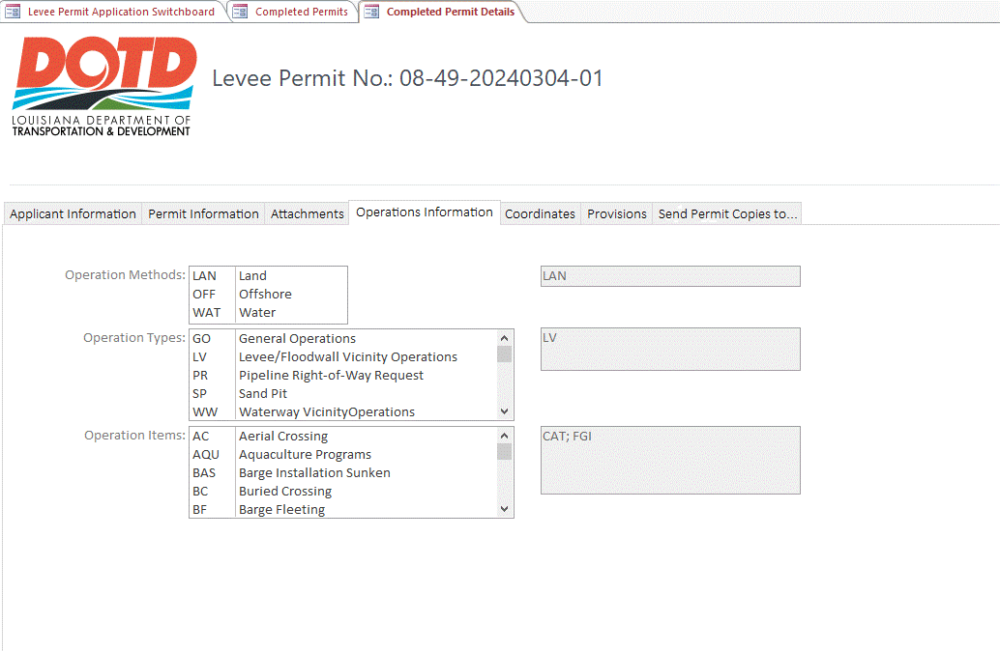 Levee Permit Application Switchboard Completed Permits Completed Permit Details
DOTD
LOUISIANA DEPARTMENT OF
TRANSPORTATION & DEVELOPMENT
Levee Permit No.: 08-49-20240304-01
Applicant Information Permit Information Attachments Operations Information Coordinates Provisions Send Permit Copies to...
Operation Methods:
LAN Land
OFF Offshore
WAT Water
LAN
Operation Types:
GO General Operations
LV Levee/Floodwall Vicinity Operations
PR Pipeline Right-of-Way Request
SP Sand Pit
WW Waterway VicinityOperations
LV
Operation Items:
AC Aerial Crossing
AQU Aquaculture Programs
BAS Barge Installation Sunken
BC Buried Crossing
BF Barge Fleeting
CAT; FGI